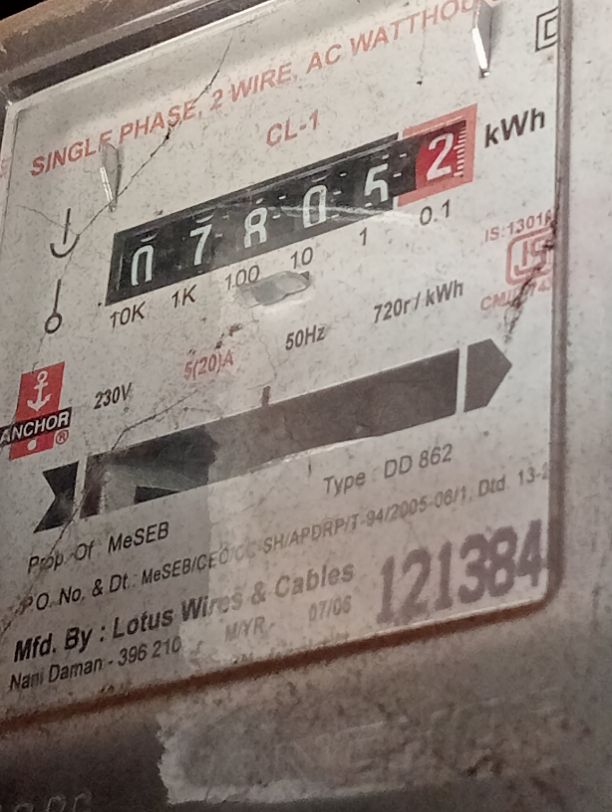 SINGLE PHASE, 2 WIRE, AC WATTHOU
CL-1
0 7 8 0 5 2 kWh
10K 1K 100 10 1 0.1
IS:1301
230V 5(20)A 50Hz 720r / kWh
ANCHOR ®
Type : DD 862
Prop. Of : MeSEB
P.O. No. & Dt.: MeSEB/CEO SH/APDRP/T-94/2005-06/1, Dtd. 13-
Mfd. By : Lotus Wires & Cables
Nani Daman - 396 210 M/YR.- 07/06
121384